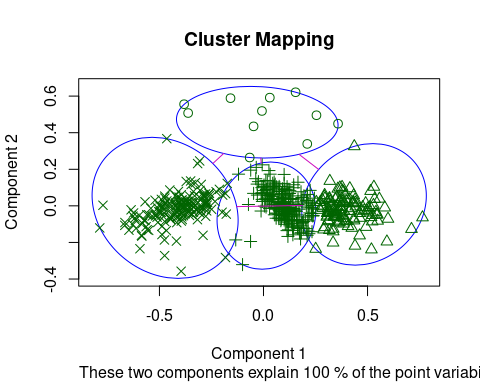 Cluster Mapping
Component 2
0.6
0.4
0.2
0.0
-0.4
-0.5
0.0
0.5
Component 1
These two components explain 100 % of the point variabi